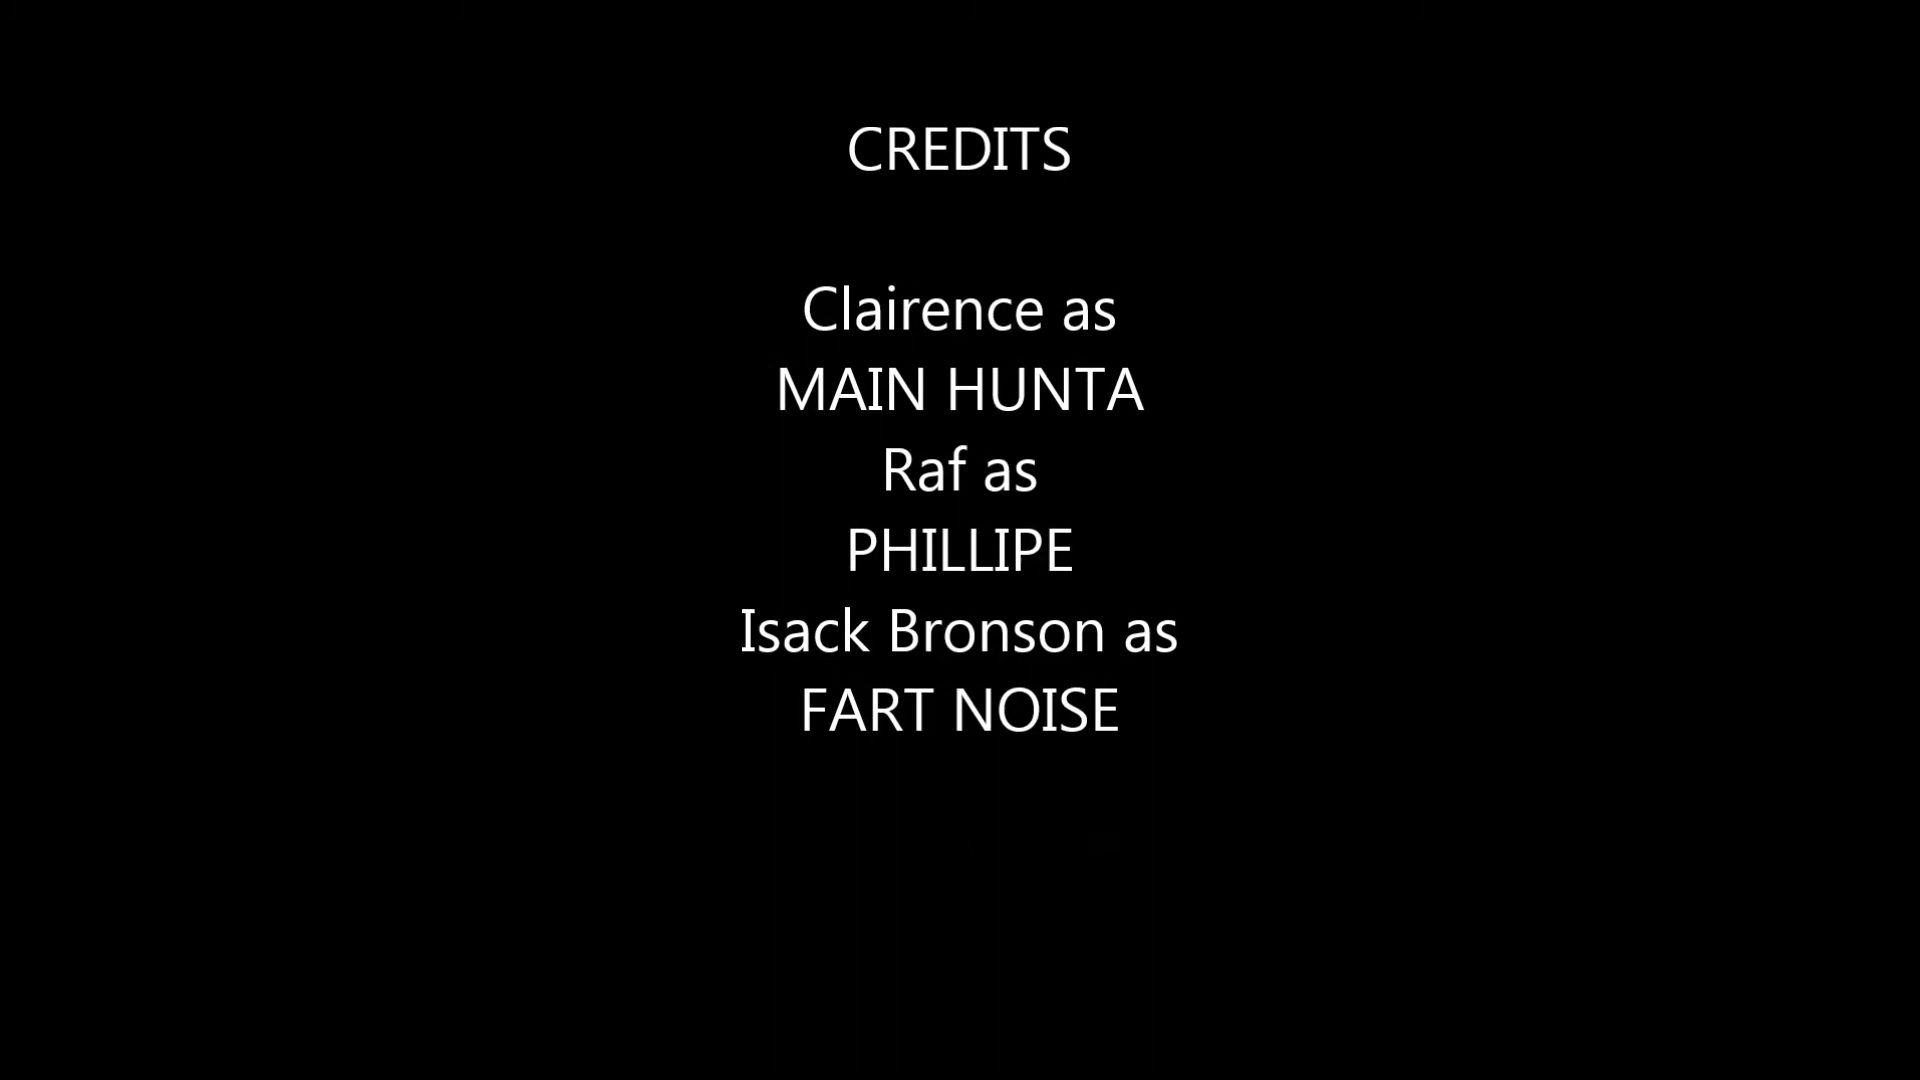 CREDITS
Clairence as
MAIN HUNTA
Raf as
PHILLIPE
Isack Bronson as
FART NOISE